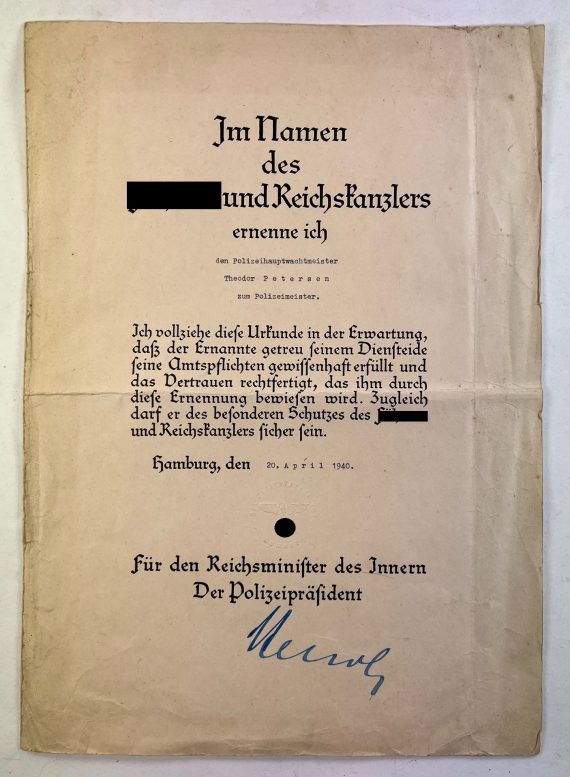 Im Namen
des
und Reichskanzlers
ernenne ich
den Polizeihauptwachtmeister
Theodor P e t e r s e n
zum Polizeimeister.
Ich vollziehe diese Urkunde in der Erwartung,
daß der Ernannte getreu seinem Diensteide
seine Amtspflichten gewissenhaft erfüllt und
das Vertrauen rechtfertigt, das ihm durch
diese Ernennung bewiesen wird. Zugleich
darf er des besonderen Schutzes des
und Reichskanzlers sicher sein.
Hamburg, den 20. A p r i l 1940.
Für den Reichsminister des Innern
Der Polizeipräsident